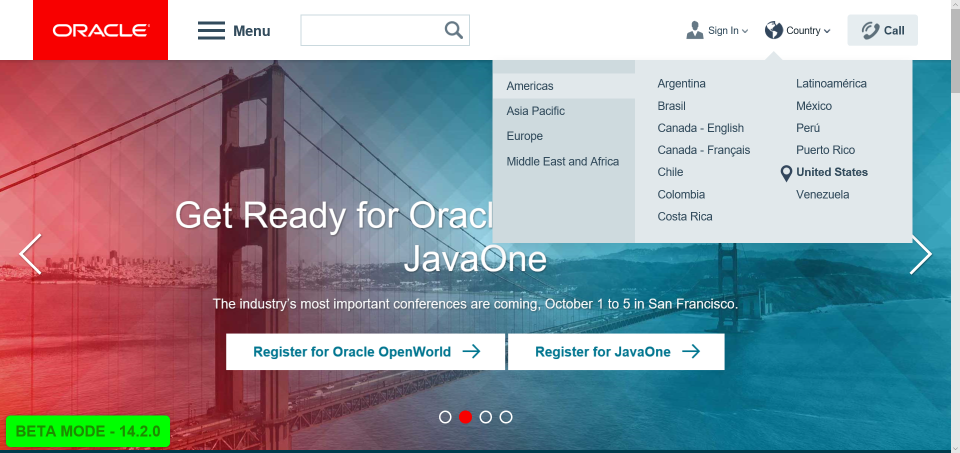 ORACLE
Menu
Sign In
Country
Call
Americas
Asia Pacific
Europe
Middle East and Africa
Argentina
Brasil
Canada - English
Canada - Français
Chile
Colombia
Costa Rica
Latinoamérica
México
Perú
Puerto Rico
United States
Venezuela
Get Ready for Oracl
JavaOne
The industry's most important conferences are coming, October 1 to 5 in San Francisco.
Register for Oracle OpenWorld
Register for JavaOne
BETA MODE - 14.2.0